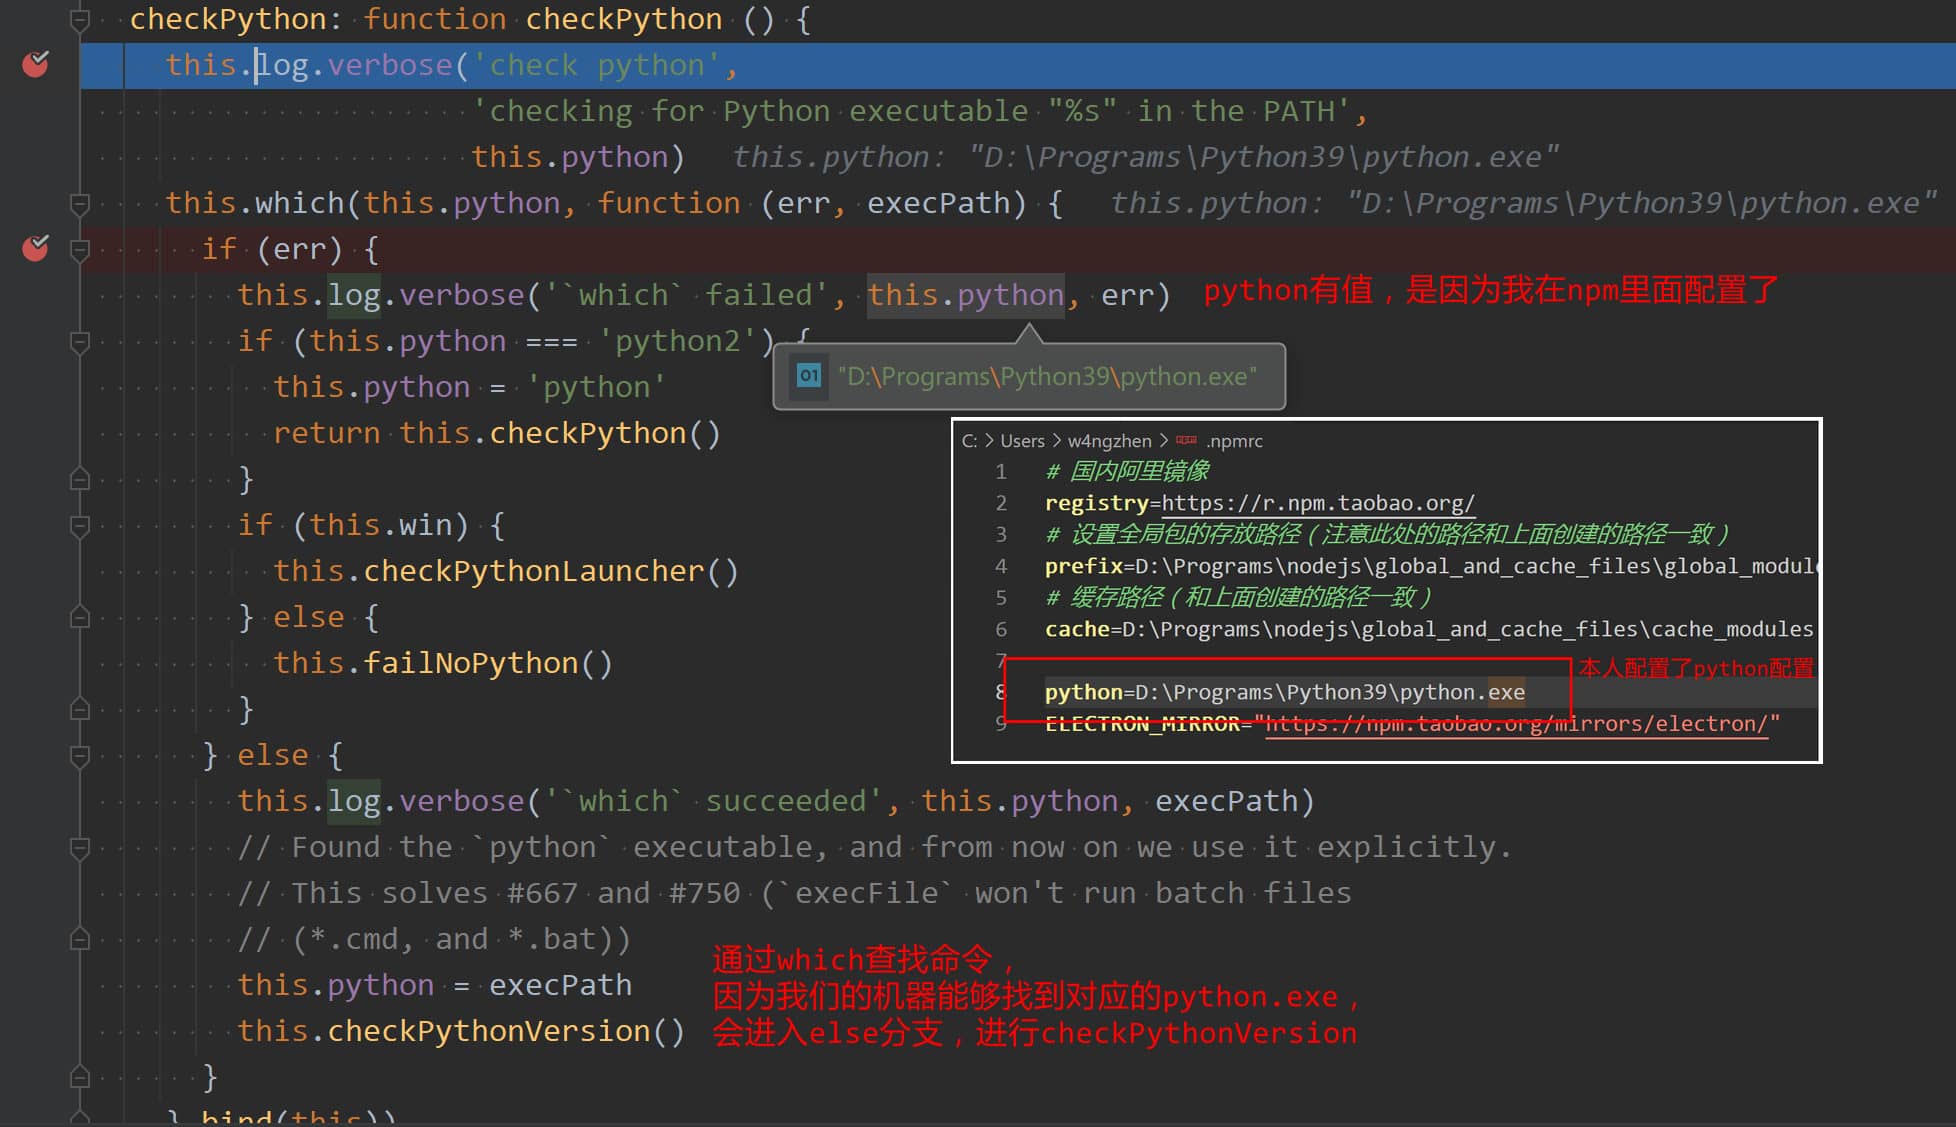 checkPython: function checkPython () {
this.log.verbose('check python',
'checking for Python executable "%s" in the PATH',
this.python) this.python: "D:\Programs\Python39\python.exe"
this.which(this.python, function (err, execPath) { this.python: "D:\Programs\Python39\python.exe"
if (err) {
this.log.verbose('`which` failed', this.python, err) python有值，是因为我在npm里面配置了
if (this.python === 'python2') {
01 "D:\Programs\Python39\python.exe"
this.python = 'python'
return this.checkPython()
}
if (this.win) {
this.checkPythonLauncher()
} else {
this.failNoPython()
}
} else {
this.log.verbose('`which` succeeded', this.python, execPath)
// Found the `python` executable, and from now on we use it explicitly.
// This solves #667 and #750 (`execFile` won't run batch files
// (*.cmd, and *.bat))
this.python = execPath
this.checkPythonVersion()
}
}.bind(this))
C: > Users > w4ngzhen > npm .npmrc
1 # 国内阿里镜像
2 registry=https://r.npm.taobao.org/
3 # 设置全局包的存放路径（注意此处的路径和上面创建的路径一致）
4 prefix=D:\Programs\nodejs\global_and_cache_files\global_module
5 # 缓存路径（和上面创建的路径一致）
6 cache=D:\Programs\nodejs\global_and_cache_files\cache_modules
7
本人配置了python配置
8 python=D:\Programs\Python39\python.exe
9 ELECTRON_MIRROR="https://npm.taobao.org/mirrors/electron/"
通过which查找命令，
因为我们的机器能够找到对应的python.exe，
会进入else分支，进行checkPythonVersion